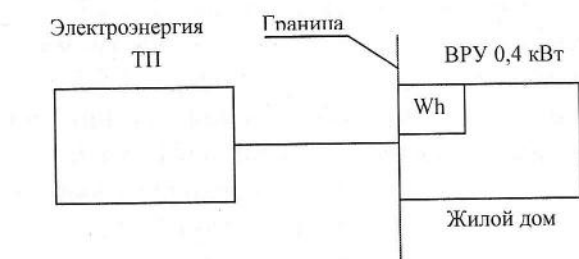 Электроэнергия
ТП
Граница
ВРУ 0,4 кВт
Wh
Жилой дом